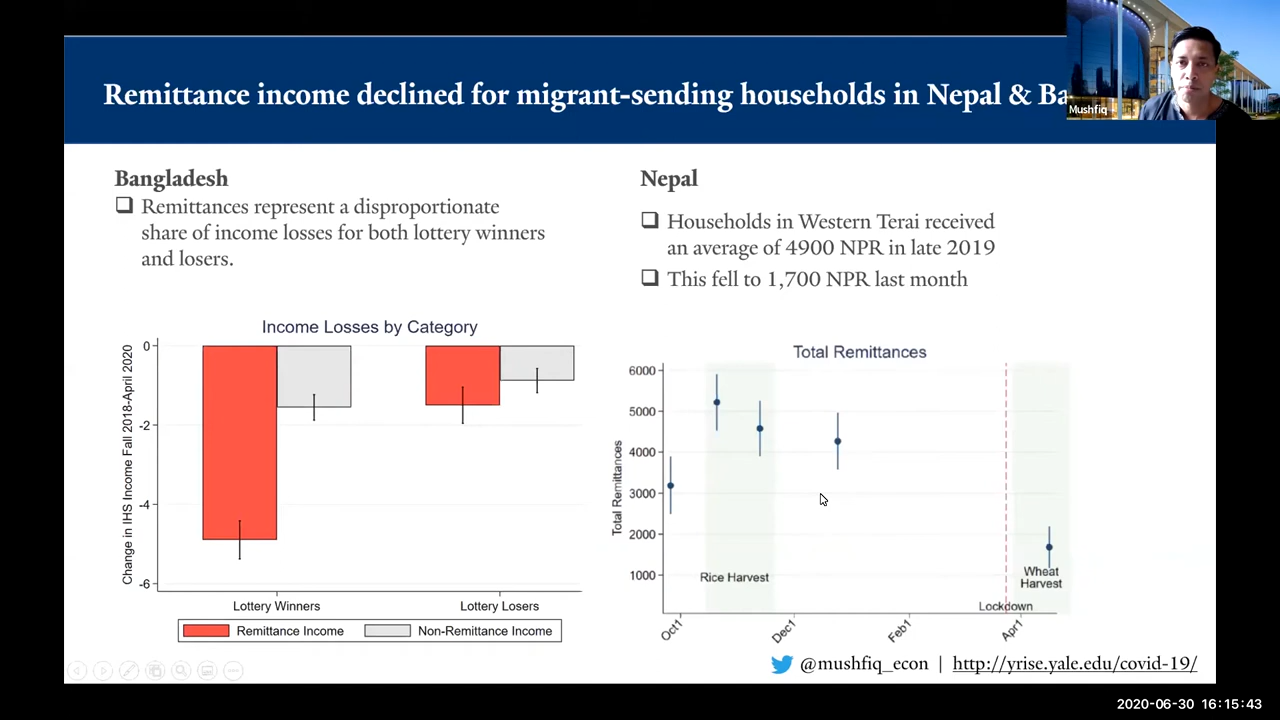 Remittance income declined for migrant-sending households in Nepal & Ba
Mushfiq
Bangladesh
Remittances represent a disproportionate
share of income losses for both lottery winners
and losers.
Income Losses by Category
Change in IHS Income Fall 2018-April 2020
0
-2
-4
-6
Lottery Winners
Lottery Losers
Remittance Income
Non-Remittance Income
Nepal
Households in Western Terai received
an average of 4900 NPR in late 2019
This fell to 1,700 NPR last month
Total Remittances
Total Remittances
6000
5000
4000
3000
2000
1000
Rice Harvest
Wheat
Harvest
Lockdown
Oct1
Dec1
Feb1
Apr1
@mushfiq_econ | http://yrise.yale.edu/covid-19/
2020-06-30 16:15:43